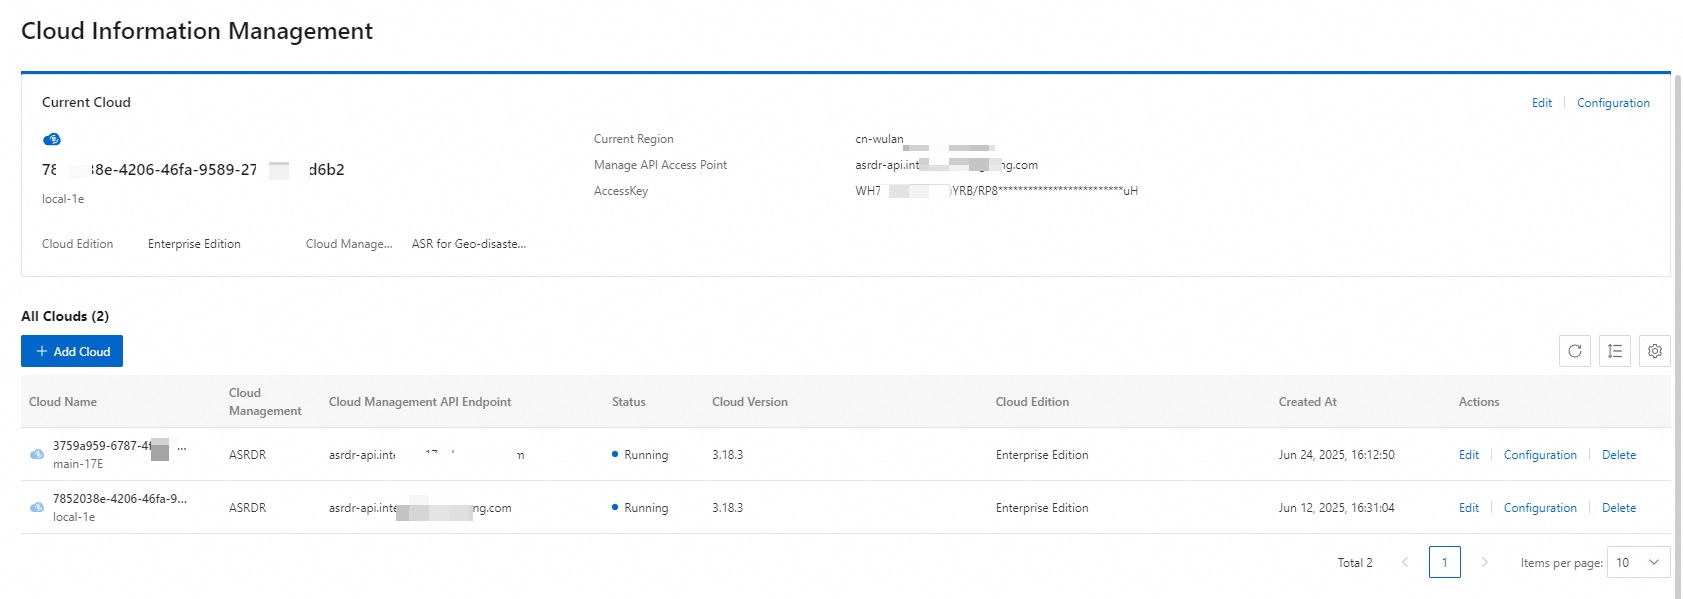 Cloud Information Management
Current Cloud
Edit
Configuration
8e-4206-46fa-9589-27 d6b2
local-1e
Cloud Edition Enterprise Edition Cloud Manage... ASR for Geo-disaste...
Current Region cn-wulan
Manage API Access Point asrdr-api.int ng.com
AccessKey WH7 YRB/RP8*************************uH
All Clouds (2)
+ Add Cloud
Cloud Name Cloud Management Cloud Management API Endpoint Status Cloud Version Cloud Edition Created At Actions
3759a959-6787-4 ... ASRDR asrdr-api.inte m Running 3.18.3 Enterprise Edition Jun 24, 2025, 16:12:50 Edit Configuration Delete
main-17E
7852038e-4206-46fa-9... ASRDR asrdr-api.inte ng.com Running 3.18.3 Enterprise Edition Jun 12, 2025, 16:31:04 Edit Configuration Delete
local-1e
Total 2 1 Items per page: 10